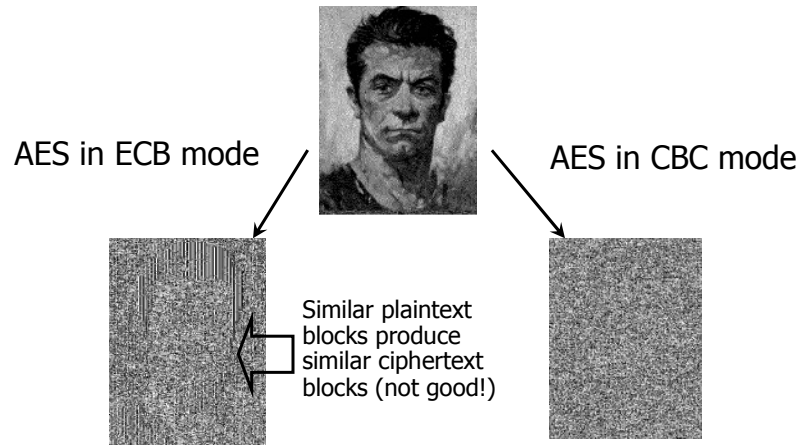 AES in ECB mode
AES in CBC mode
Similar plaintext
blocks produce
similar ciphertext
blocks (not good!)